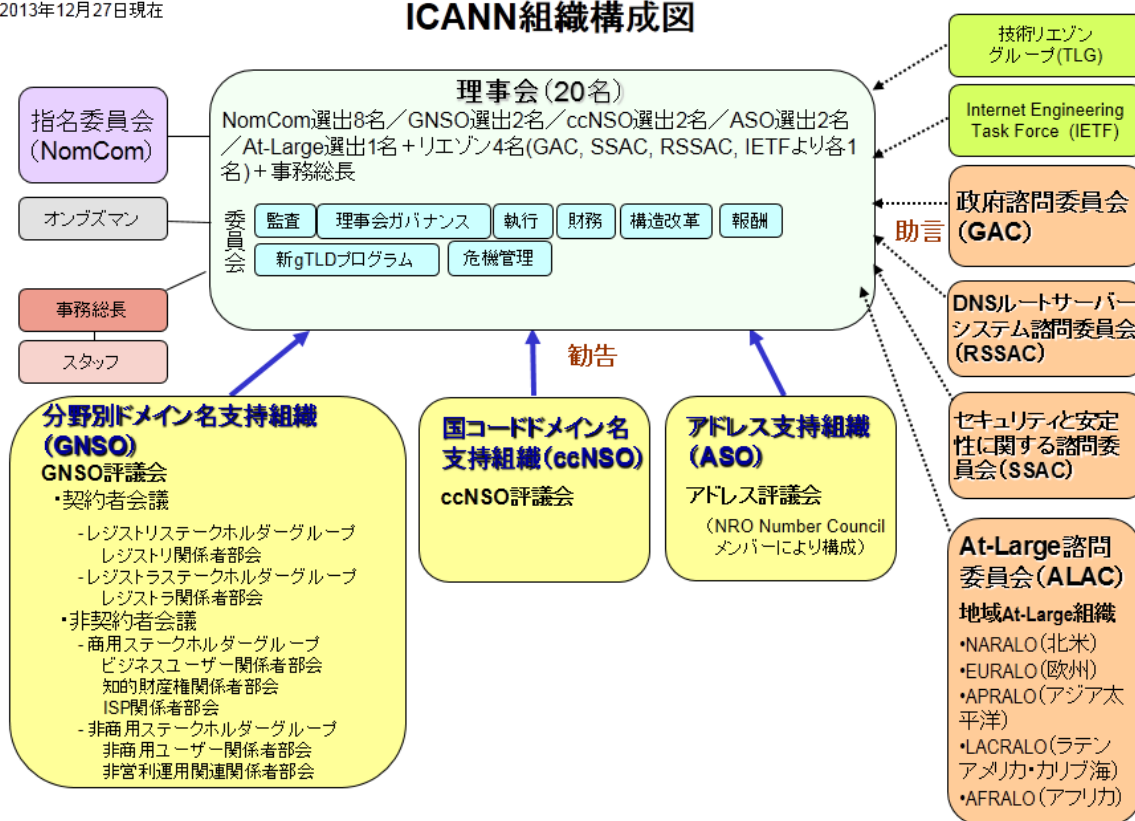 2013年12月27日現在
ICANN組織構成図
技術リエゾン
グループ(TLG)
Internet Engineering
Task Force (IETF)
指名委員会
(NomCom)
オンブズマン
事務総長
スタッフ
理事会(20名)
NomCom選出8名/GNSO選出2名/ccNSO選出2名/ASO選出2名
/At-Large選出1名+リエゾン4名(GAC, SSAC, RSSAC, IETFより各1
名)+事務総長
委員会
監査 理事会ガバナンス 執行 財務 構造改革 報酬
新gTLDプログラム 危機管理
助言
政府諮問委員会
(GAC)
DNSルートサーバー
システム諮問委員会
(RSSAC)
セキュリティと安定
性に関する諮問委
員会(SSAC)
At-Large諮問
委員会(ALAC)
地域At-Large組織
•NARALO(北米)
•EURALO(欧州)
•APRALO(アジア太
平洋)
•LACRALO(ラテン
アメリカ・カリブ海)
•AFRALO(アフリカ)
勧告
分野別ドメイン名支持組織
(GNSO)
GNSO評議会
・契約者会議
-レジストリステークホルダーグループ
レジストリ関係者部会
-レジストラステークホルダーグループ
レジストラ関係者部会
・非契約者会議
-商用ステークホルダーグループ
ビジネスユーザー関係者部会
知的財産権関係者部会
ISP関係者部会
-非商用ステークホルダーグループ
非商用ユーザー関係者部会
非営利運用関連関係者部会
国コードドメイン名
支持組織(ccNSO)
ccNSO評議会
アドレス支持組織
(ASO)
アドレス評議会
(NRO Number Council
メンバーにより構成)